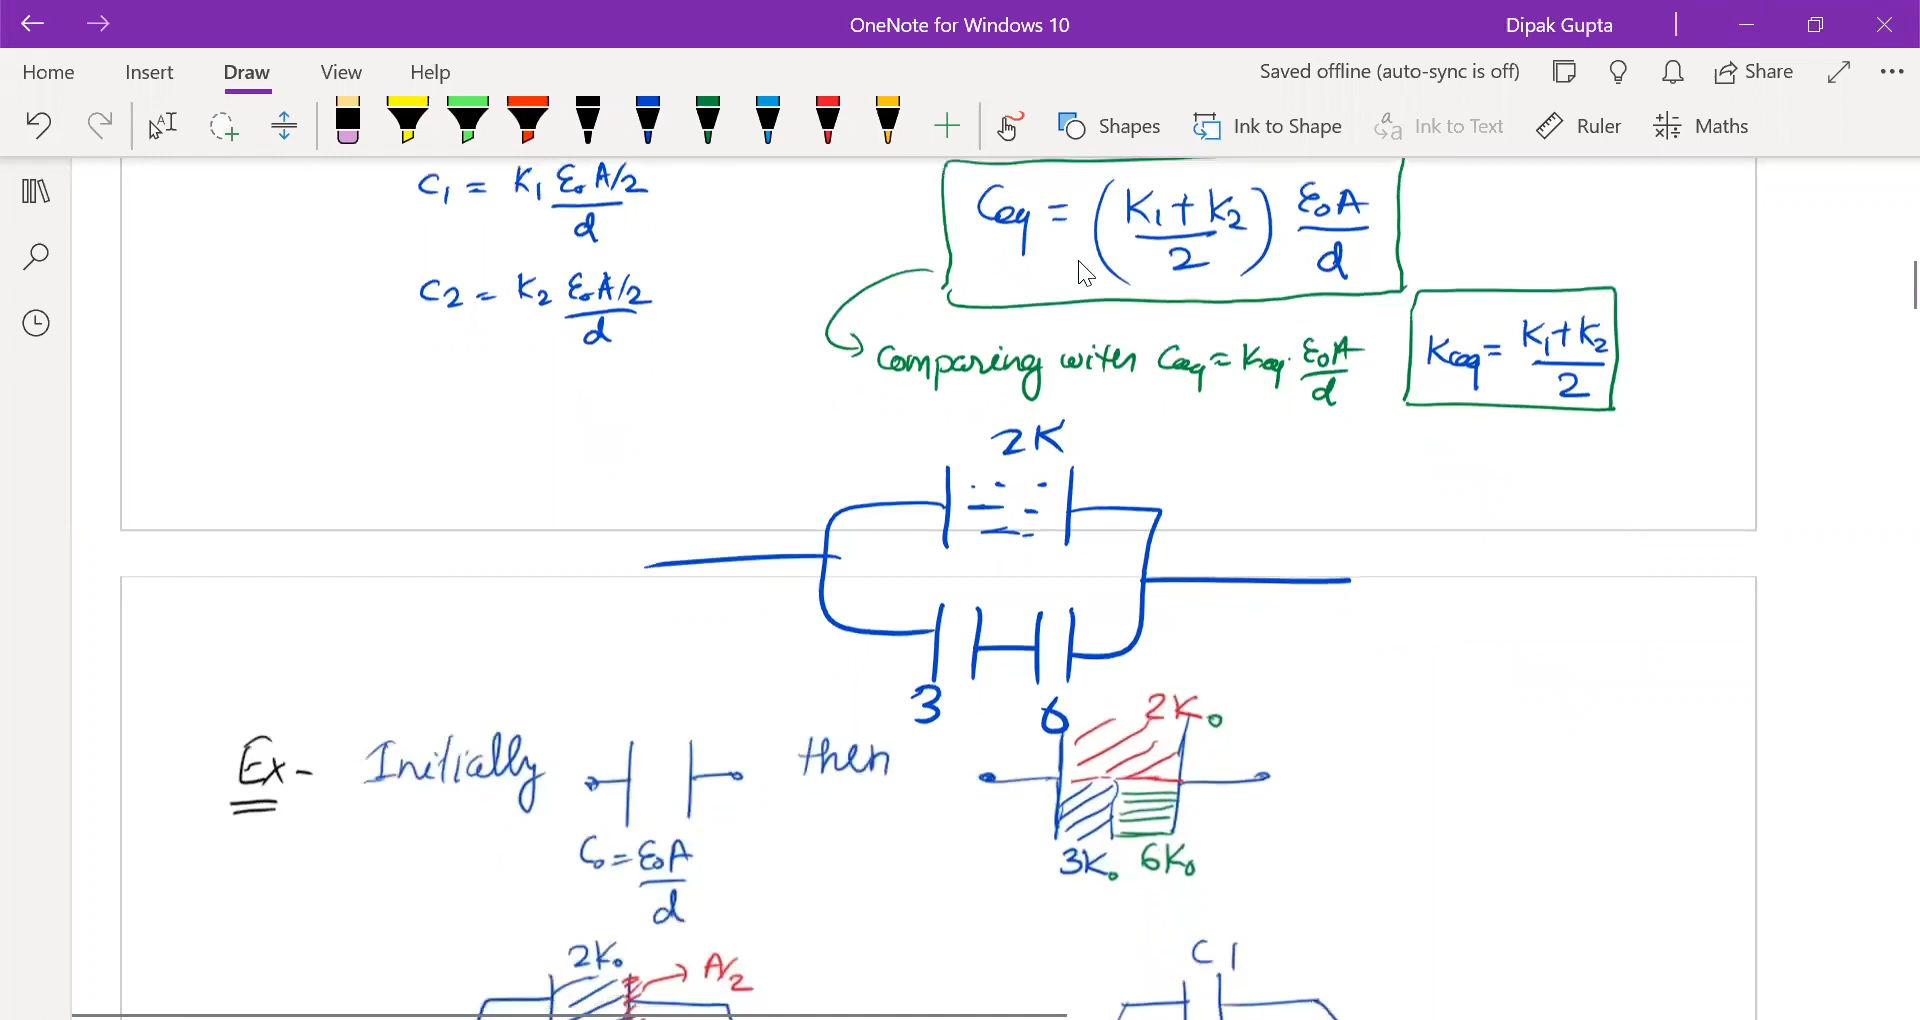 OneNote for Windows 10
Dipak Gupta
Home Insert Draw View Help
Saved offline (auto-sync is off) Share
Shapes Ink to Shape Ink to Text Ruler Maths
C₁ = K₁ ε₀ A/2 / d
Ceq = (K₁ + K₂ / 2) ε₀A / d
C2 = K₂ ε₀A/2 / d
Comparing with Ceq = Keq. ε₀A / d
Keq = K₁+K₂ / 2
2K
3 6
2K₀
Ex- Initially then
3K₀ 6K₀
C₀ = ε₀A / d
2K₀ A/2
C1